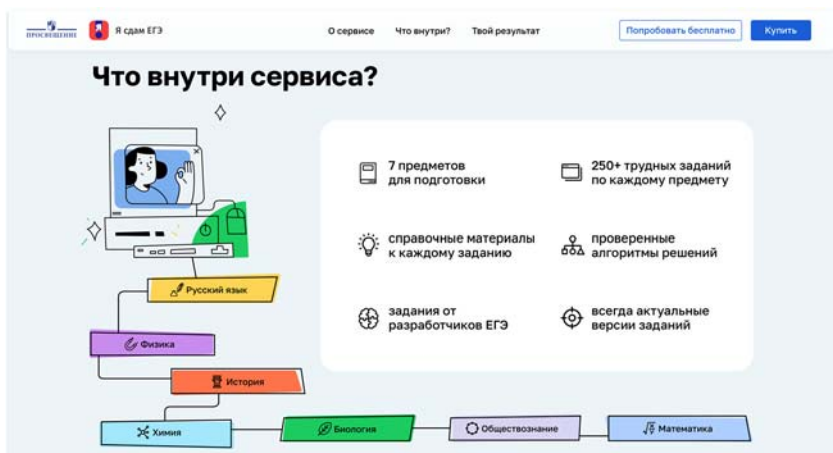 ПРОСВЕЩЕНИЕ
Я сдам ЕГЭ
О сервисе Что внутри? Твой результат
Попробовать бесплатно
Купить
Что внутри сервиса?
7 предметов
для подготовки
250+ трудных заданий
по каждому предмету
справочные материалы
к каждому заданию
проверенные
алгоритмы решений
задания от
разработчиков ЕГЭ
всегда актуальные
версии заданий
Русский язык
Физика
История
Химия
Биология
Обществознание
Математика